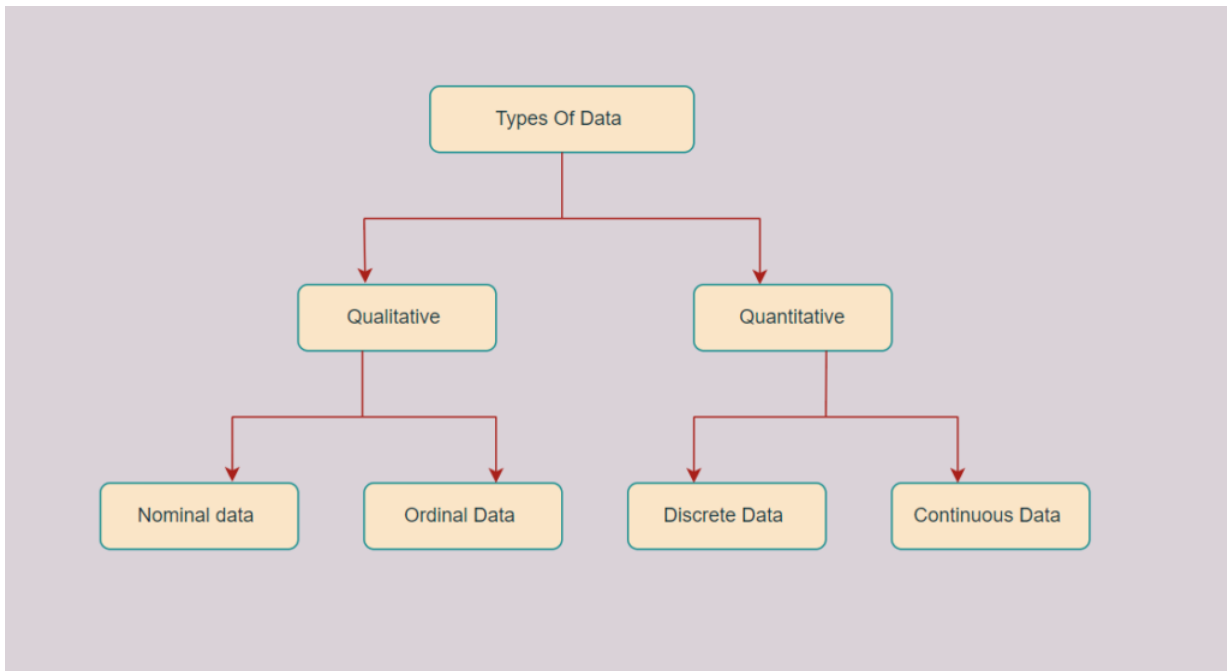 Types Of Data
Qualitative
Quantitative
Nominal data
Ordinal Data
Discrete Data
Continuous Data